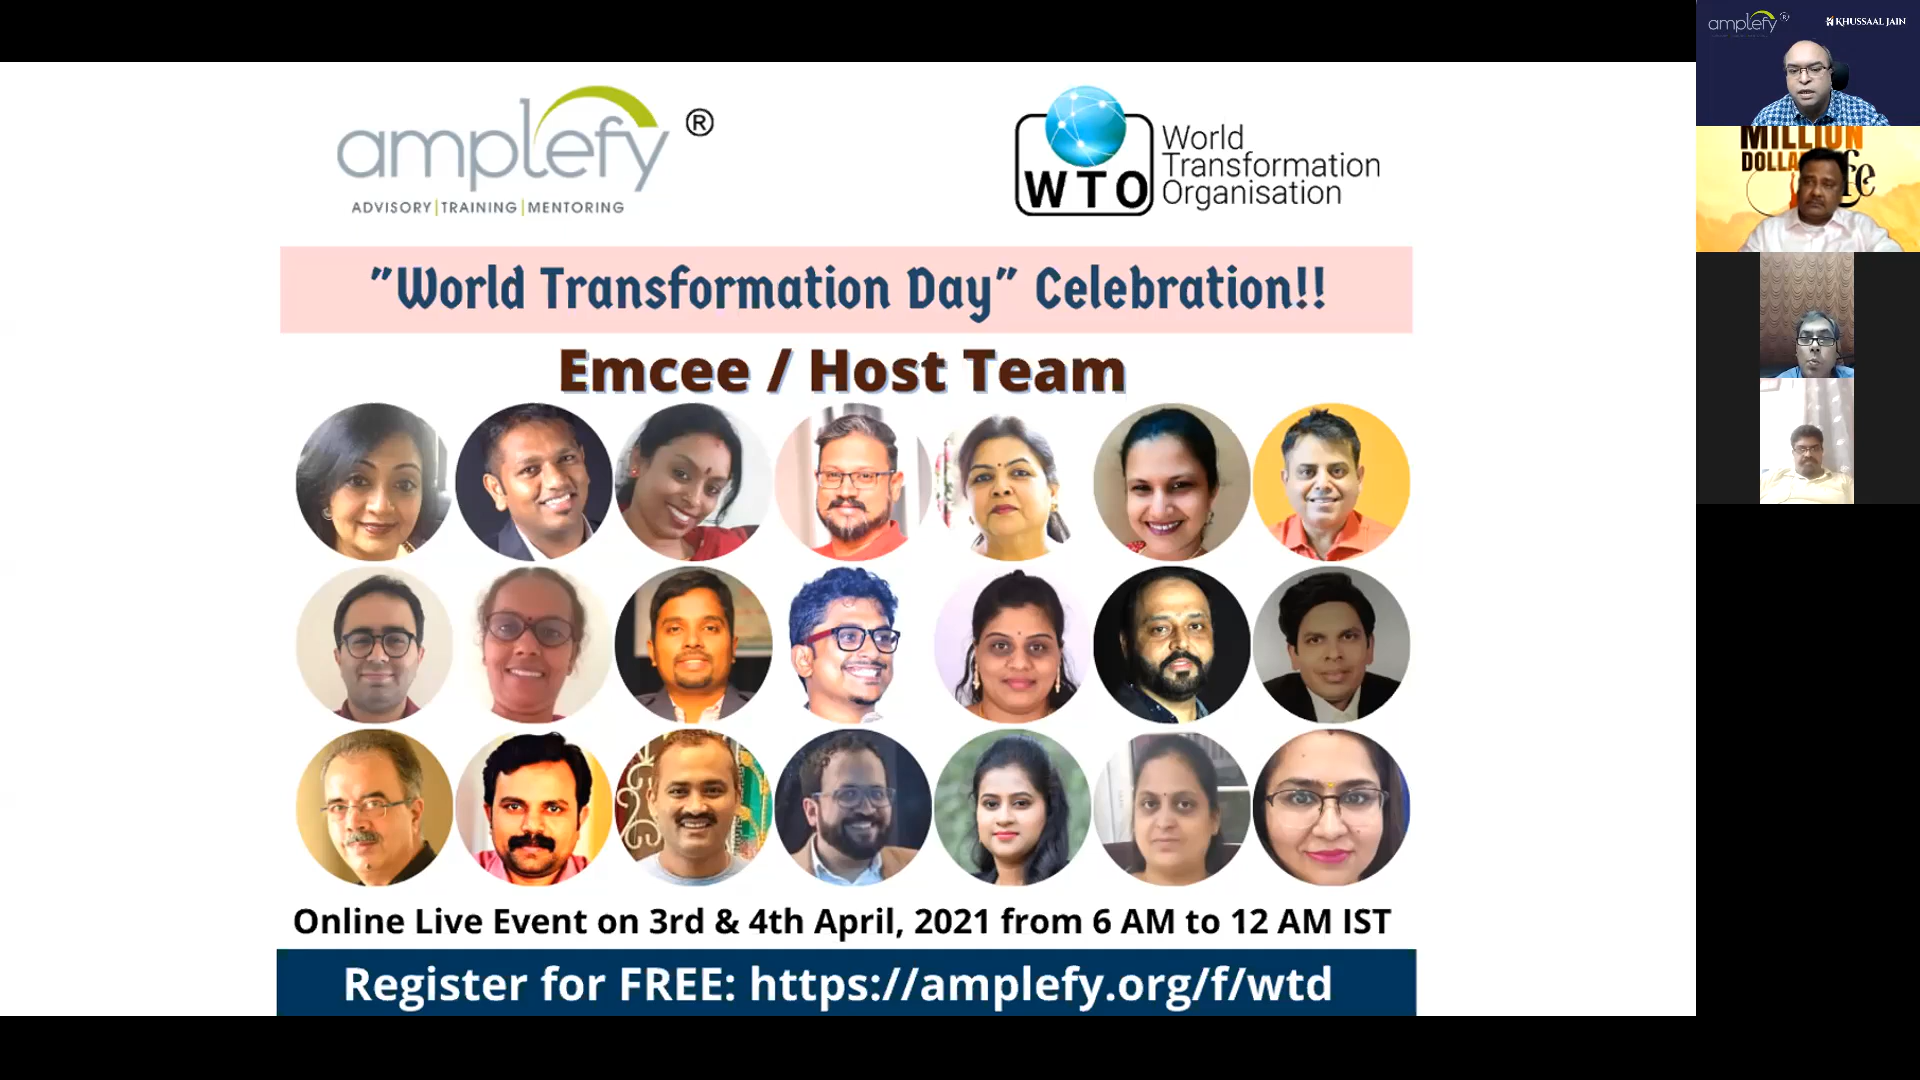 amplefy ®
ADVISORY|TRAINING|MENTORING
WTO
World
Transformation
Organisation
"World Transformation Day" Celebration!!
Emcee / Host Team
Online Live Event on 3rd & 4th April, 2021 from 6 AM to 12 AM IST
Register for FREE: https://amplefy.org/f/wtd
amplefy ®
KHUSSAAL JAIN
MILLION